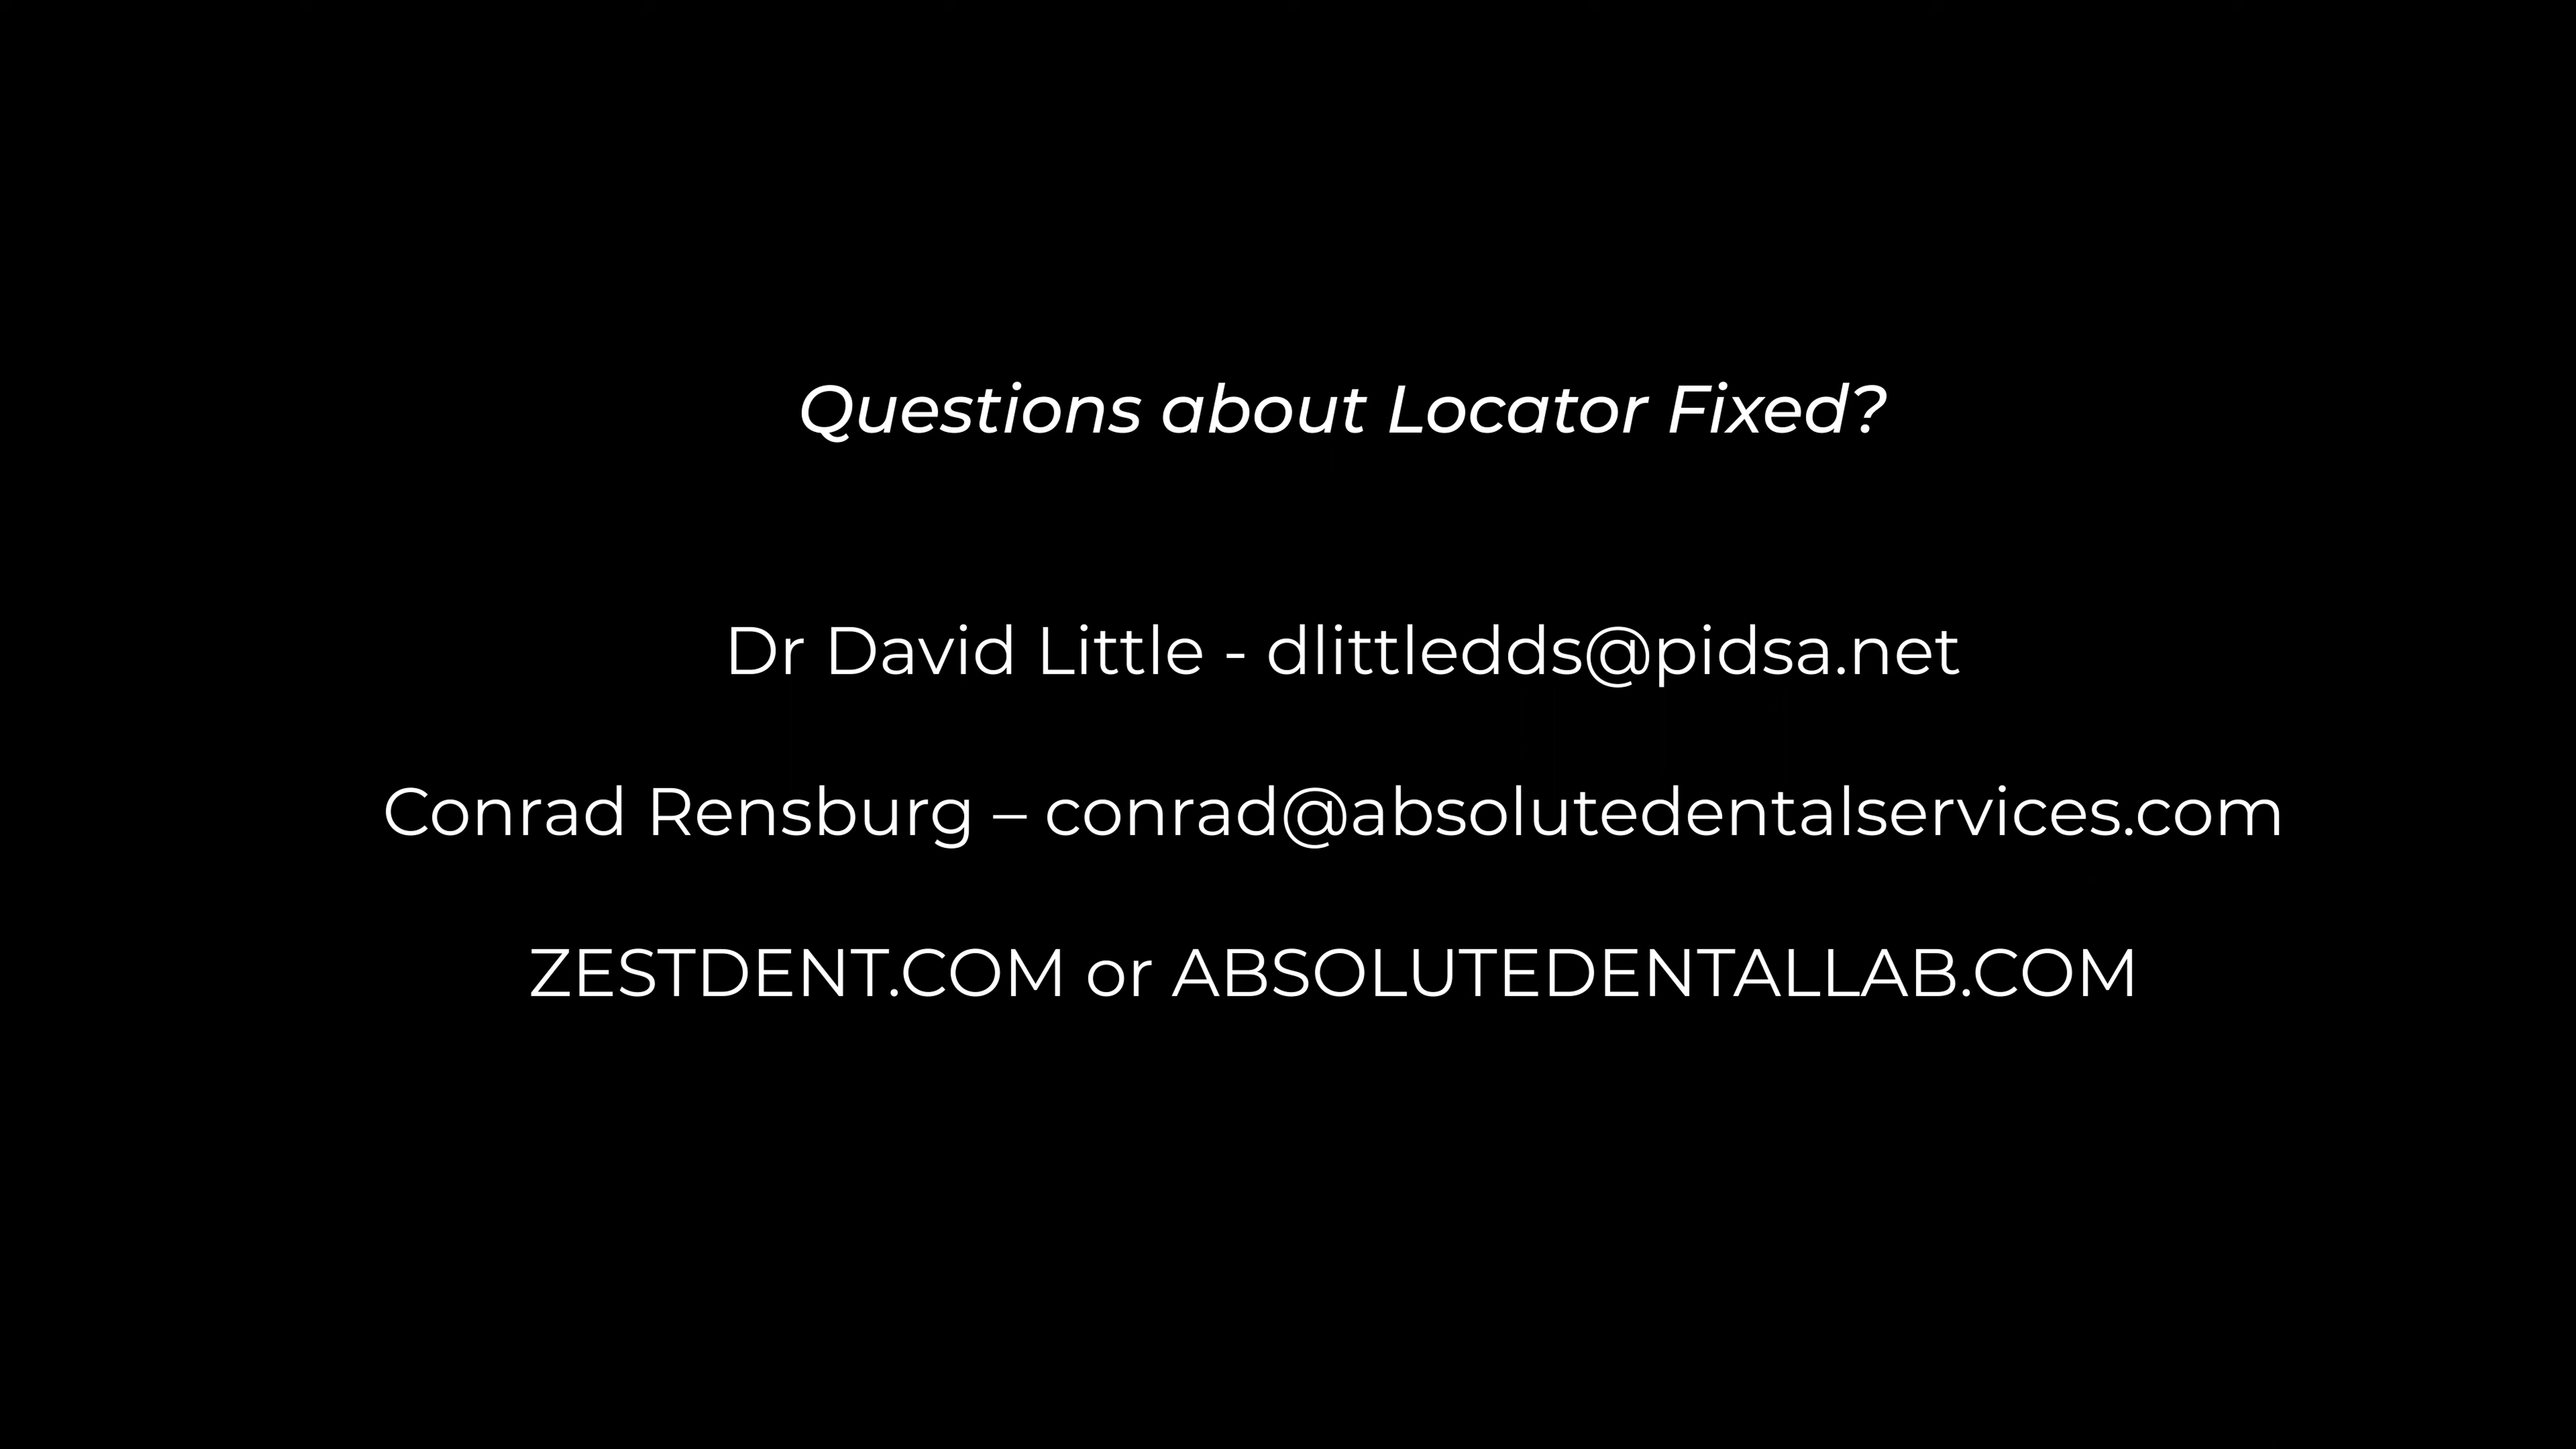 Questions about Locator Fixed?
Dr David Little - dlittledds@pidsa.net
Conrad Rensburg – conrad@absolutedentalservices.com
ZESTDENT.COM or ABSOLUTEDENTALLAB.COM